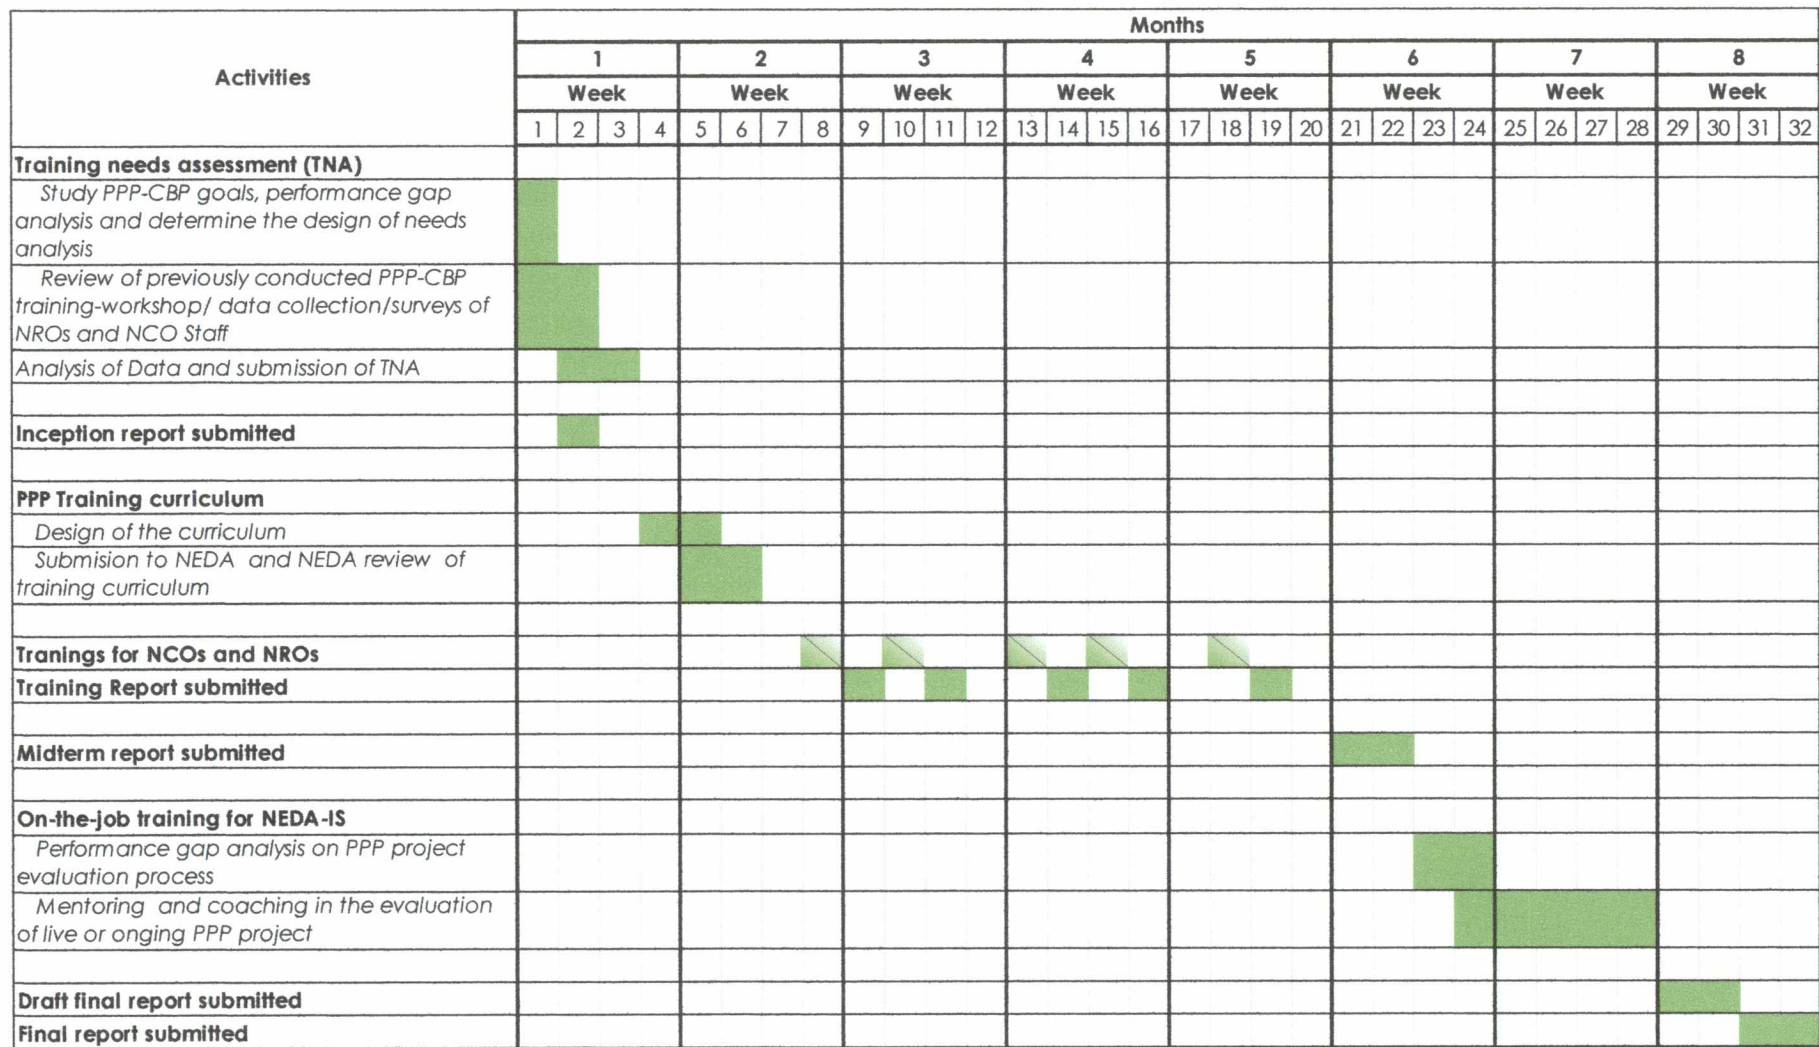 Activities
Months
1 2 3 4 5 6 7 8
Week Week Week Week Week Week Week Week
1 2 3 4 5 6 7 8 9 10 11 12 13 14 15 16 17 18 19 20 21 22 23 24 25 26 27 28 29 30 31 32
Training needs assessment (TNA)
Study PPP-CBP goals, performance gap
analysis and determine the design of needs
analysis
Review of previously conducted PPP-CBP
training-workshop/ data collection/surveys of
NROs and NCO Staff
Analysis of Data and submission of TNA
Inception report submitted
PPP Training curriculum
Design of the curriculum
Submision to NEDA and NEDA review of
training curriculum
Tranings for NCOs and NROs
Training Report submitted
Midterm report submitted
On-the-job training for NEDA-IS
Performance gap analysis on PPP project
evaluation process
Mentoring and coaching in the evaluation
of live or onging PPP project
Draft final report submitted
Final report submitted